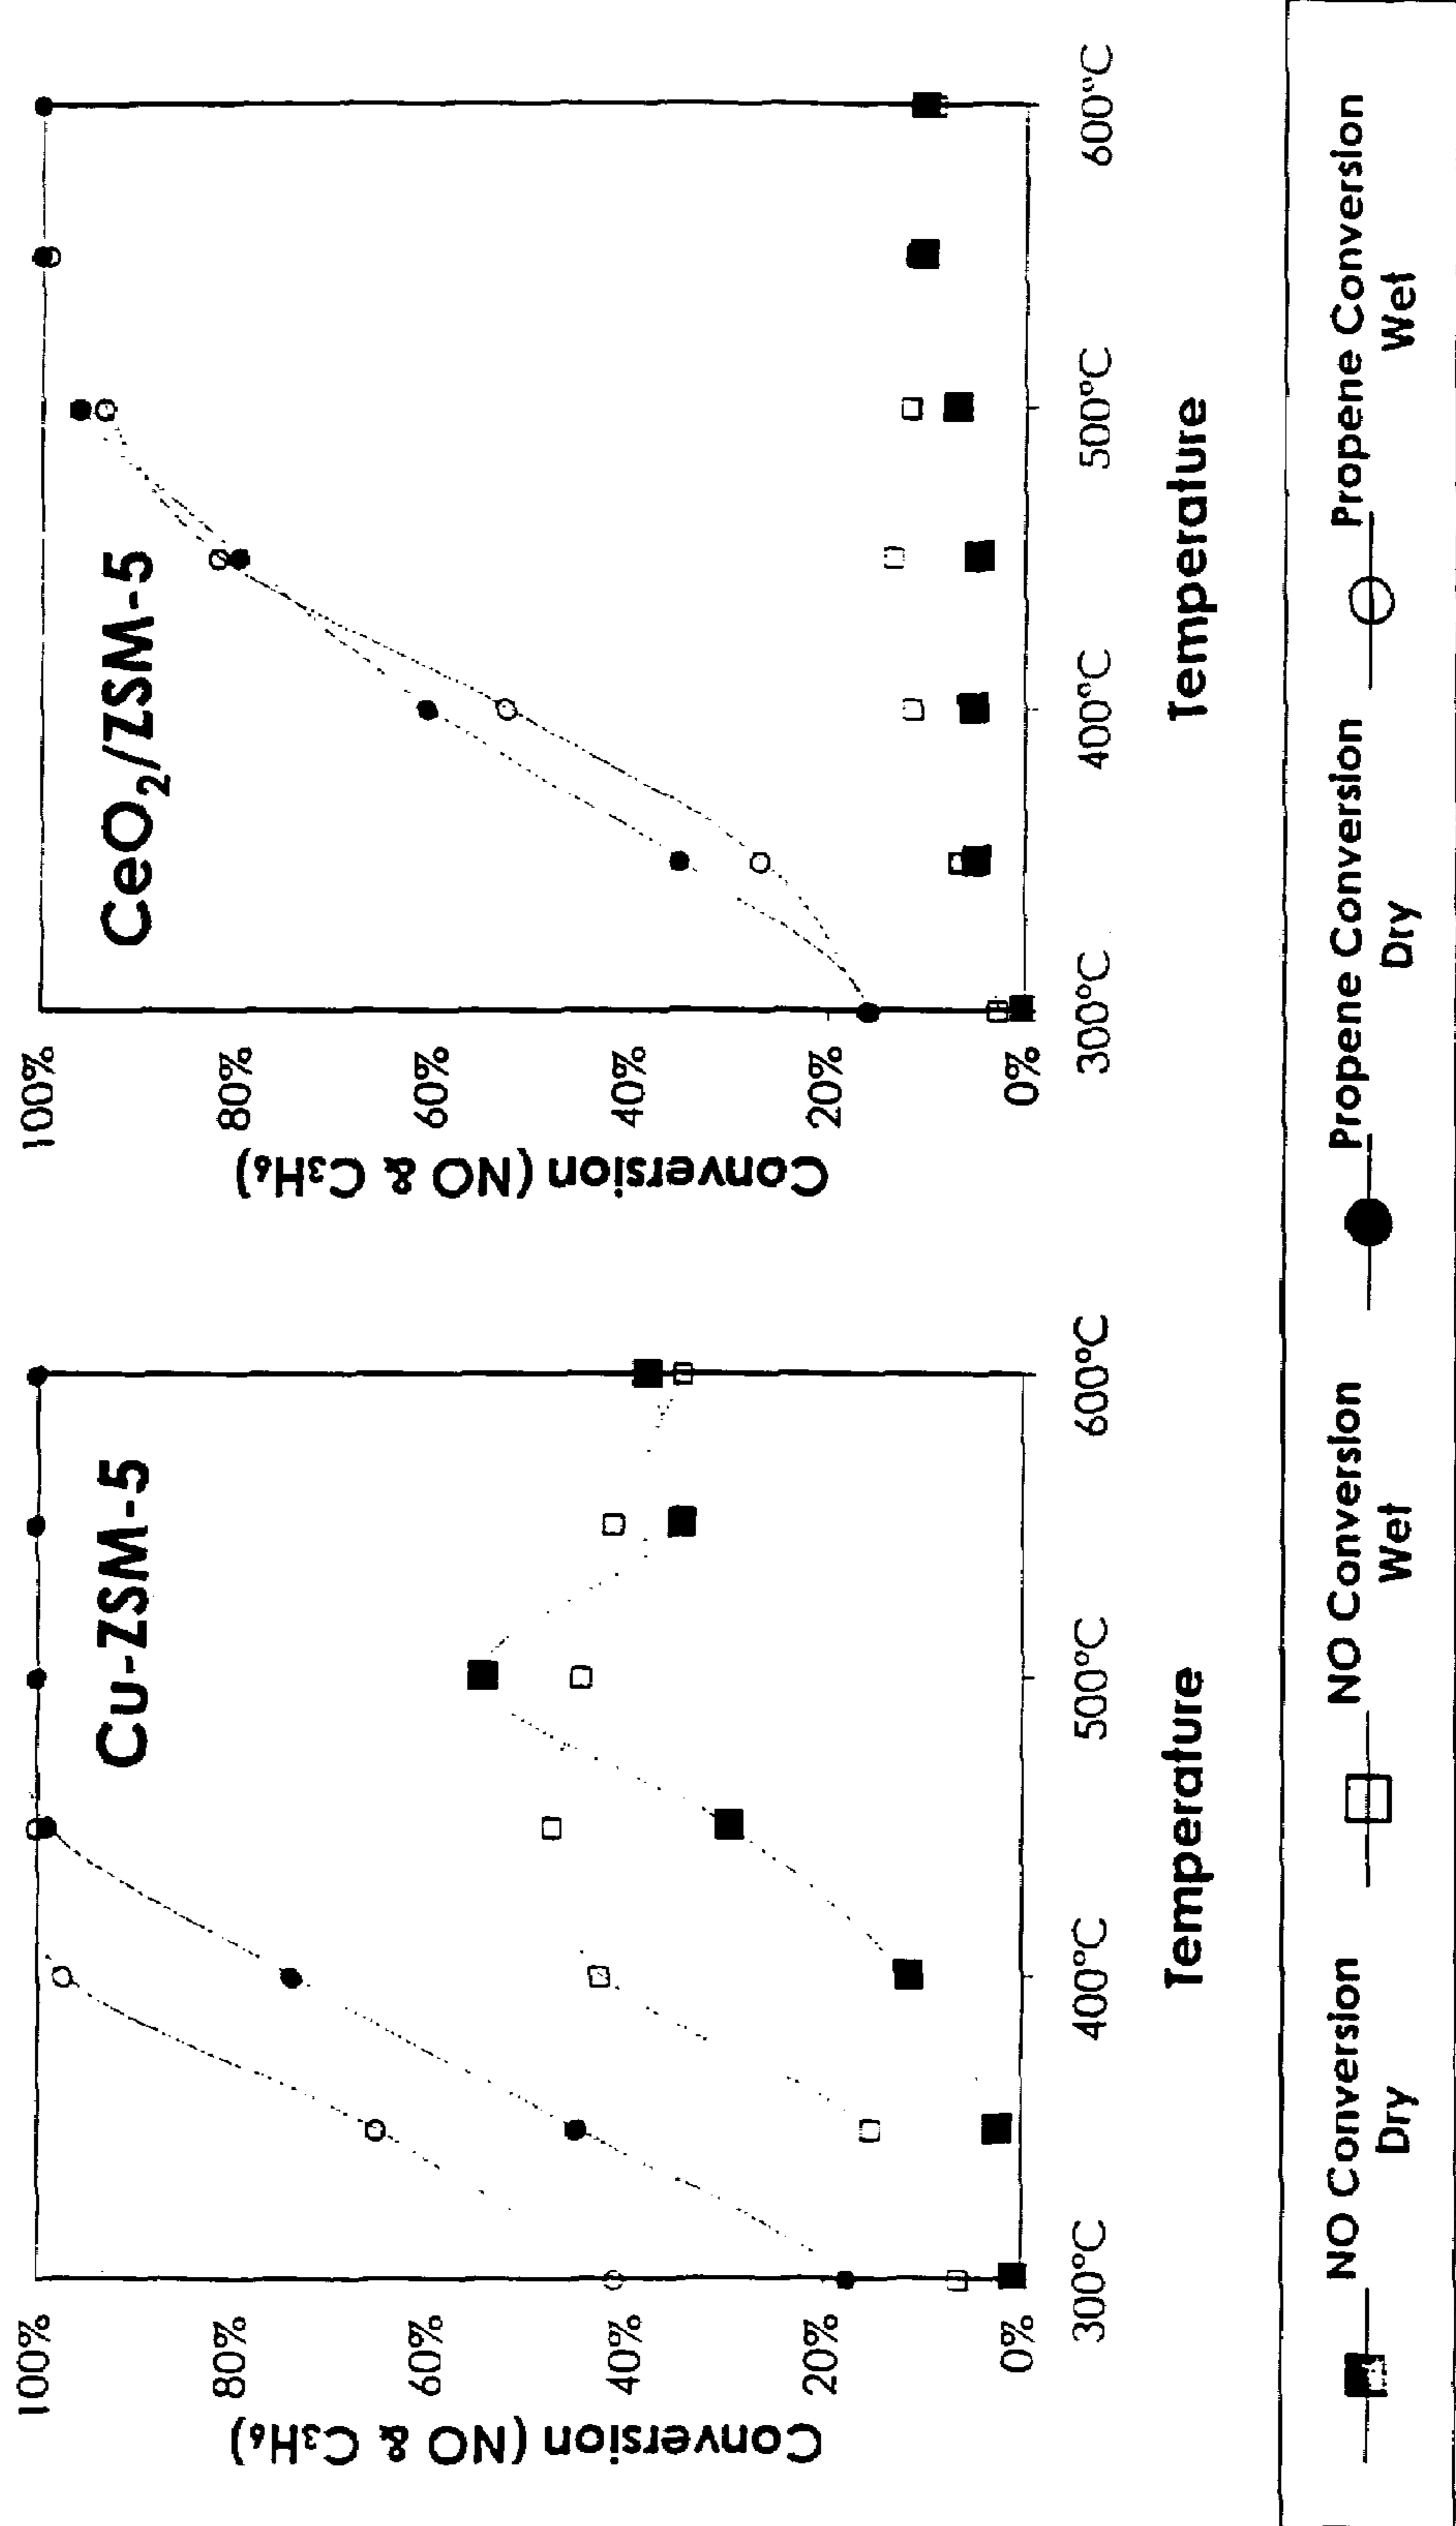 Cu-ZSM-5
Conversion (NO & C₃H₆)
100%
80%
60%
40%
20%
0%
300°C
400°C
500°C
600°C
Temperature
CeO₂/ZSM-5
Conversion (NO & C₃H₆)
100%
80%
60%
40%
20%
0%
300°C
400°C
500°C
600°C
Temperature
NO Conversion
Dry
NO Conversion
Wet
Propene Conversion
Dry
Propene Conversion
Wet